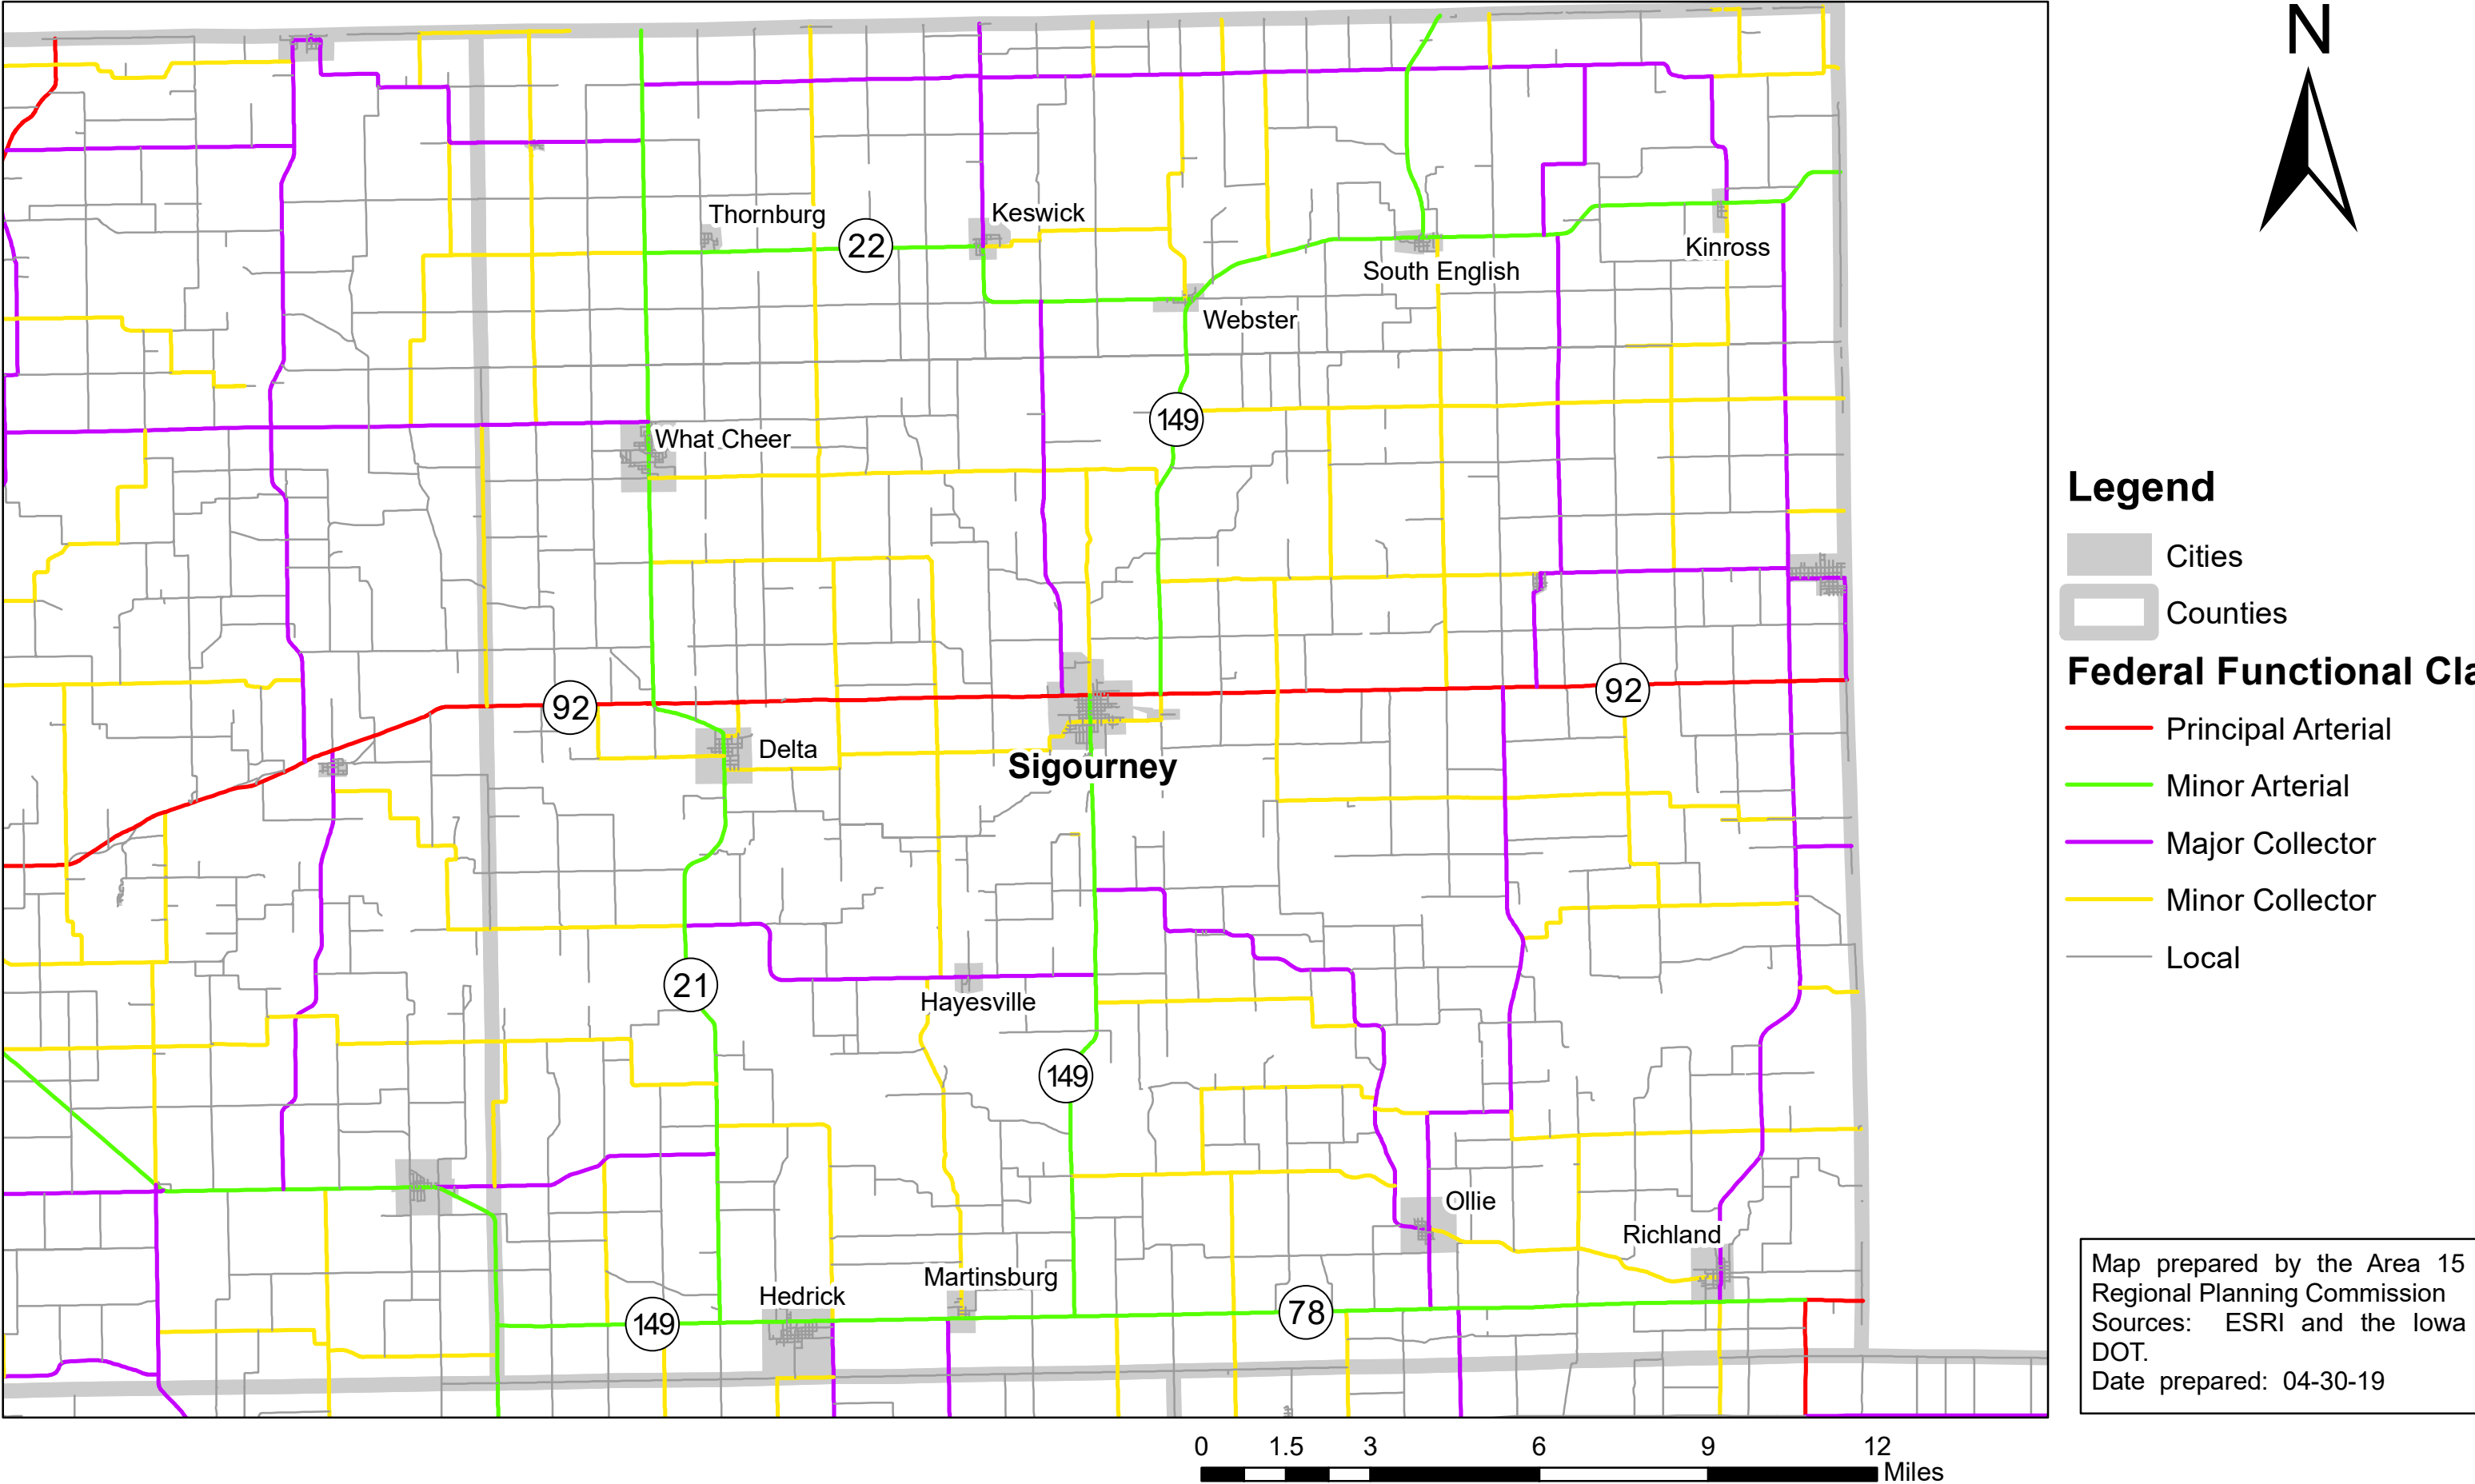 N
Thornburg
Keswick
22
Kinross
South English
Webster
149
What Cheer
92
92
Delta
Sigourney
21
Hayesville
149
Ollie
Richland
Martinsburg
Hedrick
149
78
Legend
Cities
Counties
Federal Functional Cla
Principal Arterial
Minor Arterial
Major Collector
Minor Collector
Local
Map prepared by the Area 15
Regional Planning Commission
Sources: ESRI and the Iowa
DOT.
Date prepared: 04-30-19
0 1.5 3 6 9 12
Miles